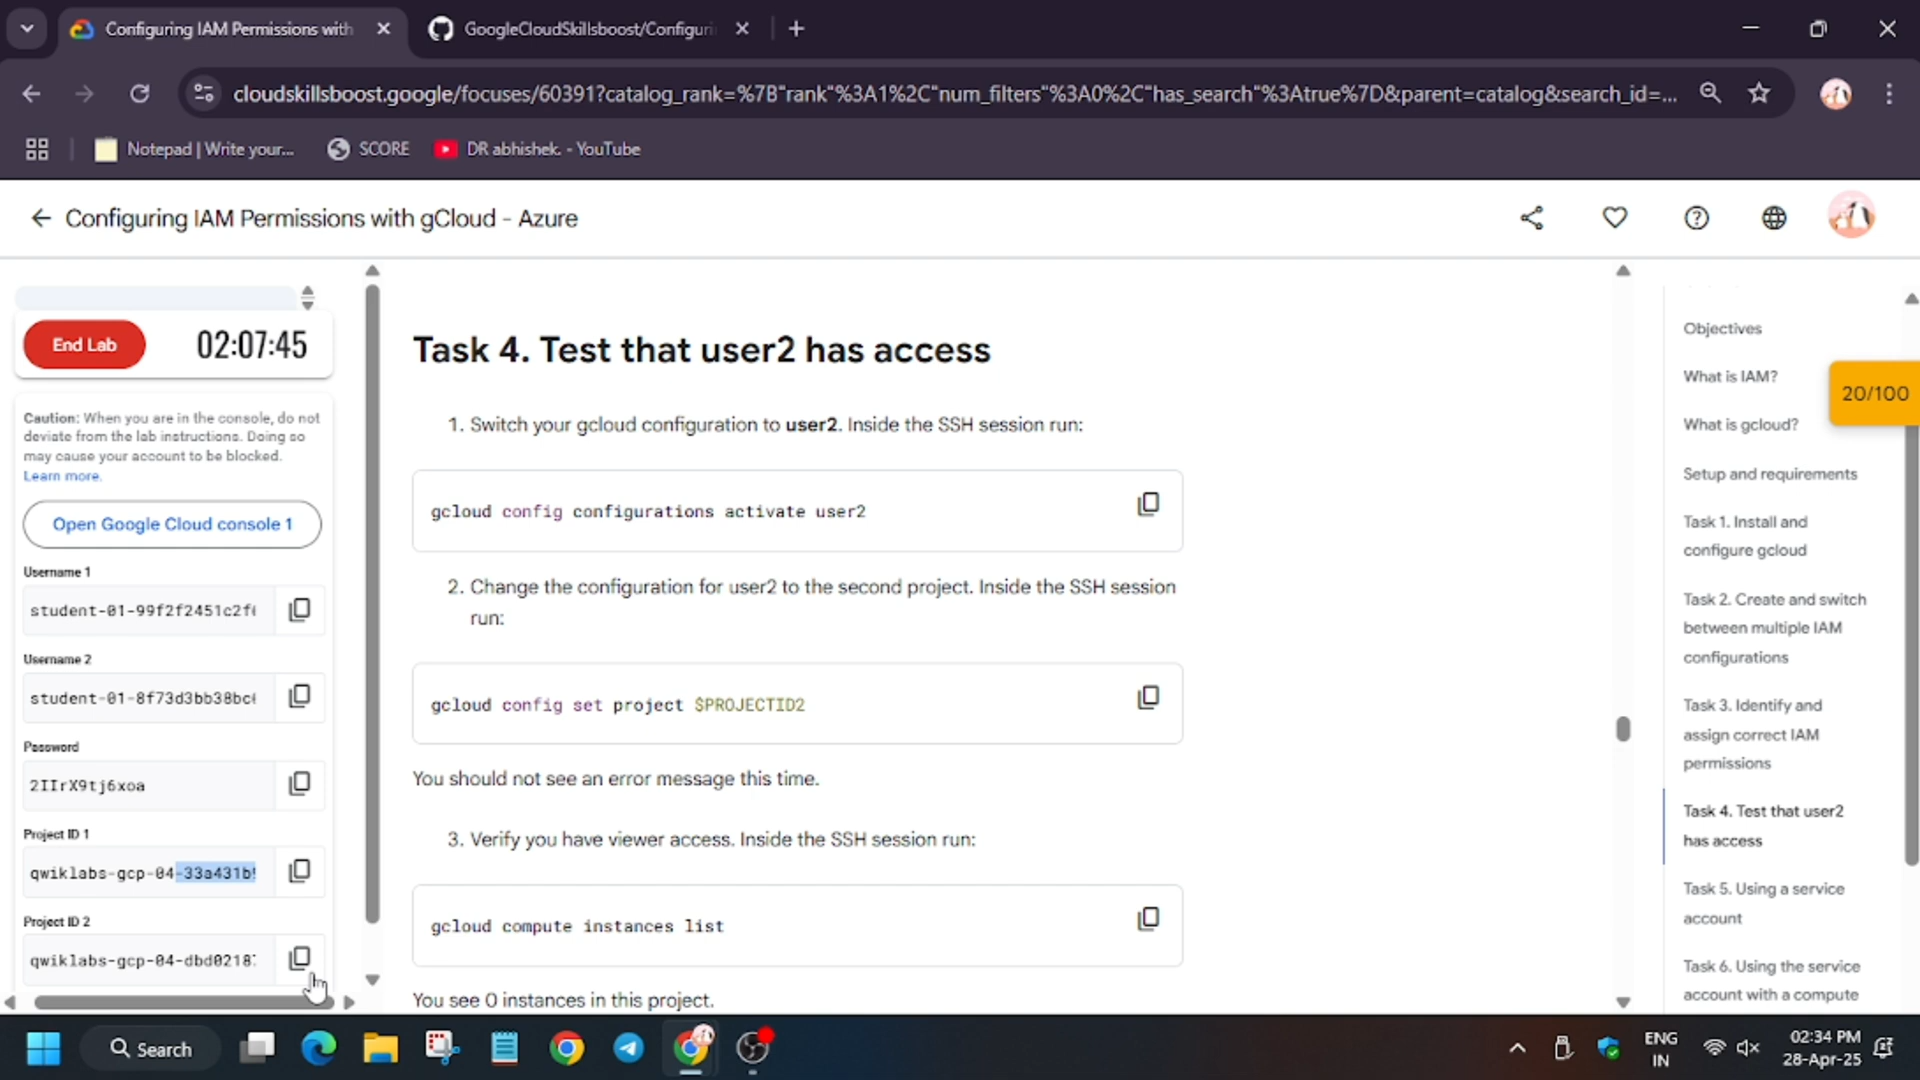 Configuring IAM Permissions with
GoogleCloudSkillsboost/Configuri
cloudskillsboost.google/focuses/60391?catalog_rank=%7B"rank"%3A1%2C"num_filters"%3A0%2C"has_search"%3Atrue%7D&parent=catalog&search_id=...
Notepad | Write your...
SCORE
DR abhishek. - YouTube
Configuring IAM Permissions with gCloud - Azure
End Lab
02:07:45
Caution: When you are in the console, do not
deviate from the lab instructions. Doing so
may cause your account to be blocked.
Learn more.
Open Google Cloud console 1
Username 1
student-01-99f2f2451c2f
Username 2
student-01-8f73d3bb38bc
Password
2IIrX9tj6xoa
Project ID 1
qwiklabs-gcp-04-33a431b
Project ID 2
qwiklabs-gcp-04-dbd0218
Task 4. Test that user2 has access
1. Switch your gcloud configuration to user2. Inside the SSH session run:
gcloud config configurations activate user2
2. Change the configuration for user2 to the second project. Inside the SSH session
run:
gcloud config set project $PROJECTID2
You should not see an error message this time.
3. Verify you have viewer access. Inside the SSH session run:
gcloud compute instances list
You see 0 instances in this project.
Objectives
What is IAM?
What is gcloud?
Setup and requirements
Task 1. Install and
configure gcloud
Task 2. Create and switch
between multiple IAM
configurations
Task 3. Identify and
assign correct IAM
permissions
Task 4. Test that user2
has access
Task 5. Using a service
account
Task 6. Using the service
account with a compute
20/100
Search
ENG
IN
02:34 PM
28-Apr-25